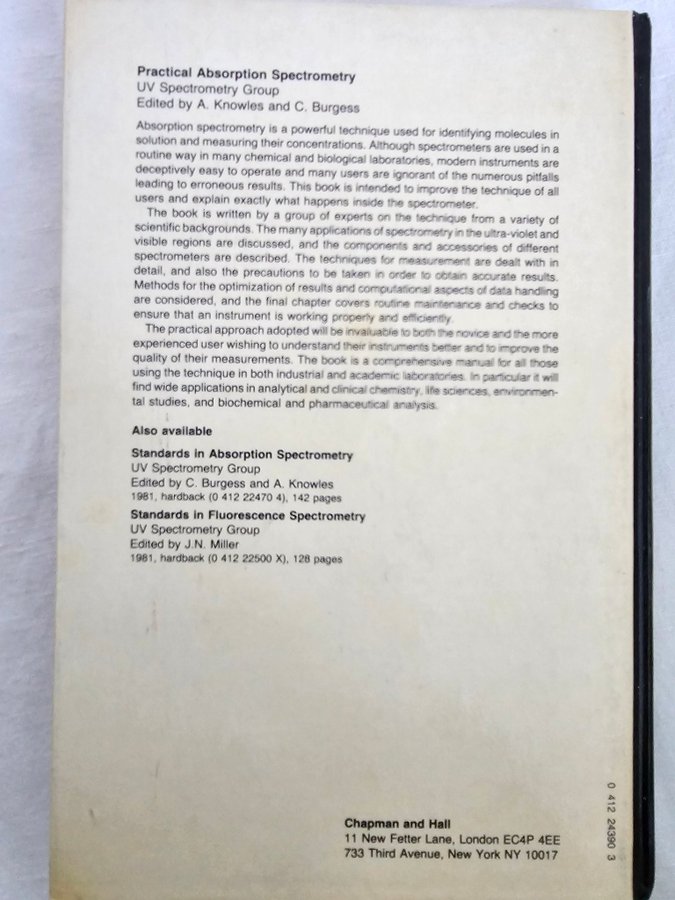 Practical Absorption Spectrometry
UV Spectrometry Group
Edited by A. Knowles and C. Burgess
Absorption spectrometry is a powerful technique used for identifying molecules in
solution and measuring their concentrations. Although spectrometers are used in a
routine way in many chemical and biological laboratories, modern instruments are
deceptively easy to operate and many users are ignorant of the numerous pitfalls
leading to erroneous results. This book is intended to improve the technique of all
users and explain exactly what happens inside the spectrometer.
The book is written by a group of experts on the technique from a variety of
scientific backgrounds. The many applications of spectrometry in the ultra-violet and
visible regions are discussed, and the components and accessories of different
spectrometers are described. The techniques for measurement are dealt with in
detail, and also the precautions to be taken in order to obtain accurate results.
Methods for the optimization of results and computational aspects of data handling
are considered, and the final chapter covers routine maintenance and checks to
ensure that an instrument is working properly and efficiently.
The practical approach adopted will be invaluable to both the novice and the more
experienced user wishing to understand their instruments better and to improve the
quality of their measurements. The book is a comprehensive manual for all those
using the technique in both industrial and academic laboratories. In particular it will
find wide applications in analytical and clinical chemistry, life sciences, environmen-
tal studies, and biochemical and pharmaceutical analysis.
Also available
Standards in Absorption Spectrometry
UV Spectrometry Group
Edited by C. Burgess and A. Knowles
1981, hardback (0 412 22470 4), 142 pages
Standards in Fluorescence Spectrometry
UV Spectrometry Group
Edited by J.N. Miller
1981, hardback (0 412 22500 X), 128 pages
Chapman and Hall
11 New Fetter Lane, London EC4P 4EE
733 Third Avenue, New York NY 10017
0 412 24390 3